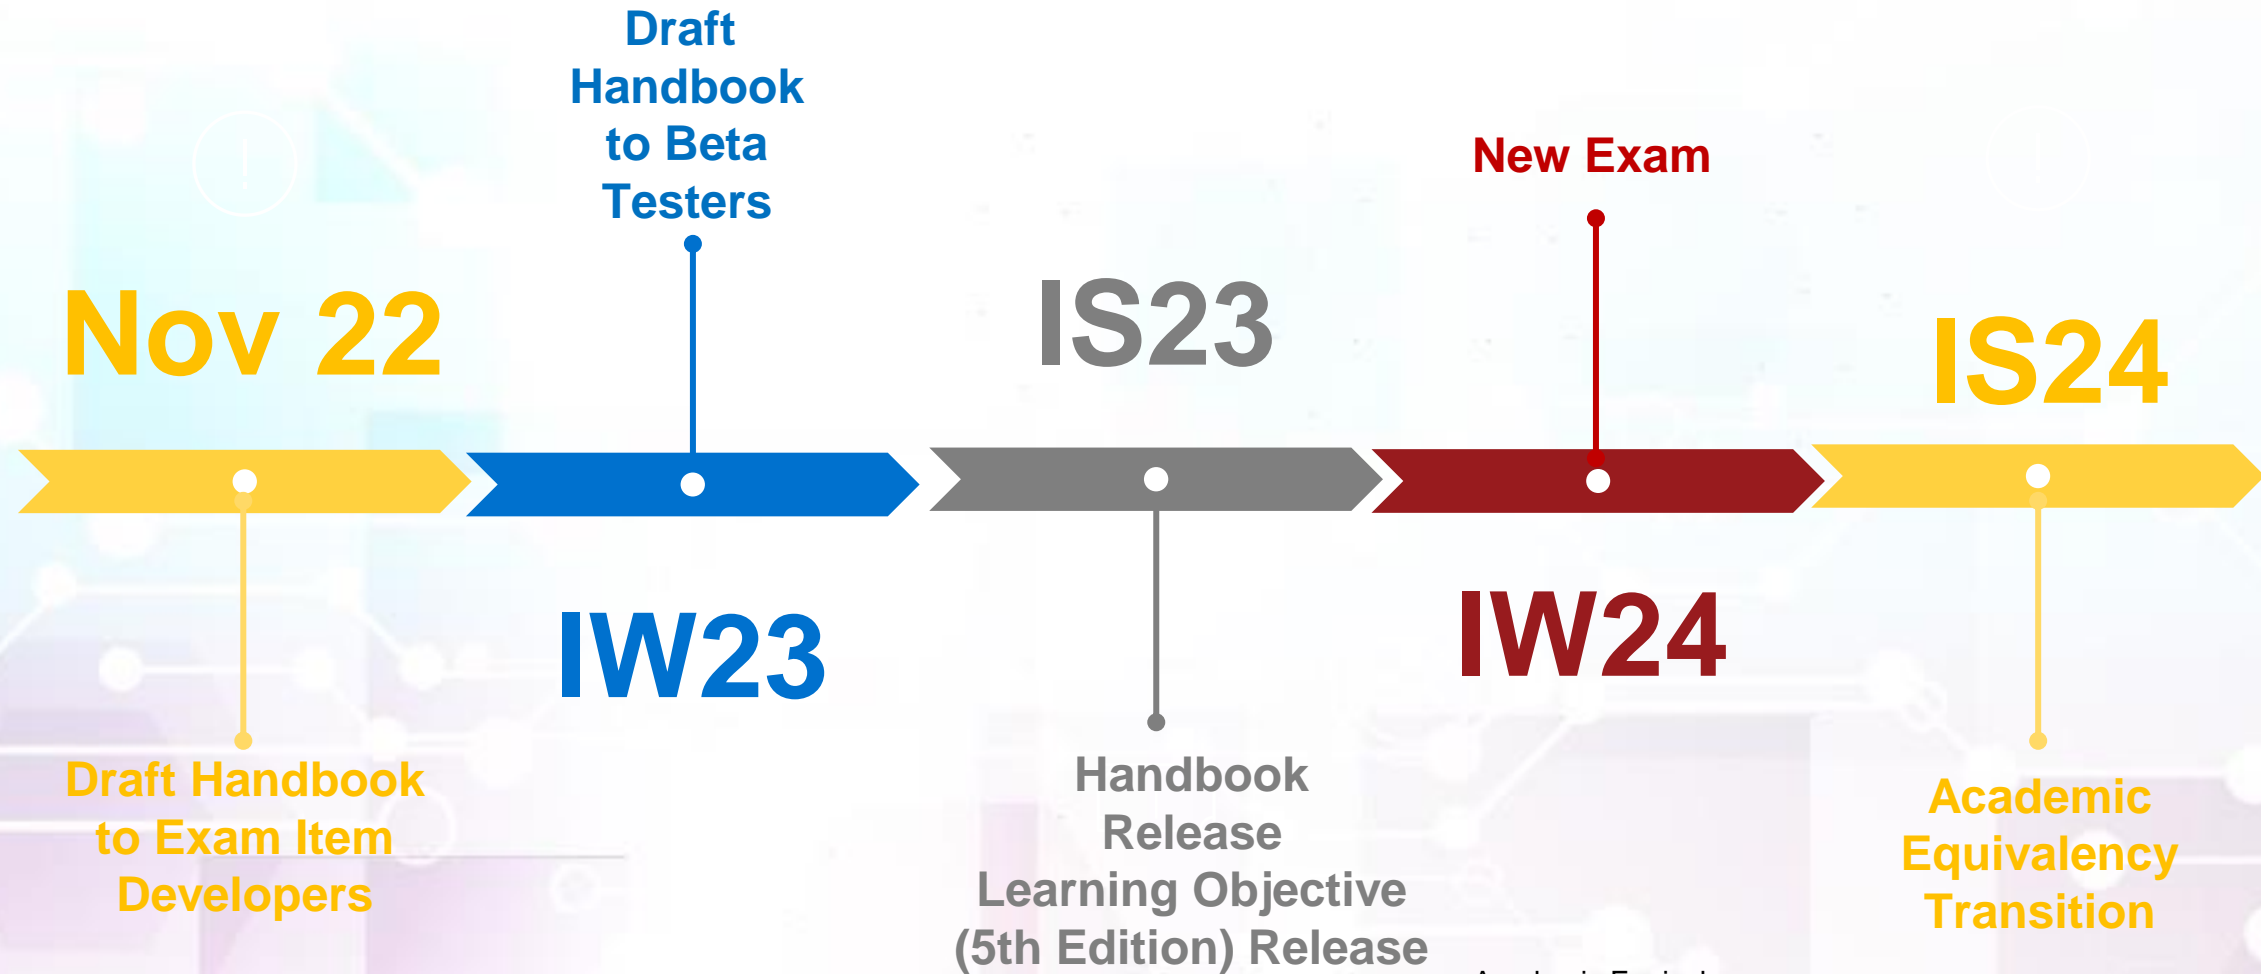 Draft
Handbook
to Beta
Testers
New Exam
Nov 22
IS23
IS24
IW23
IW24
Draft Handbook
to Exam Item
Developers
Handbook
Release
Learning Objective
(5th Edition) Release
Academic
Equivalency
Transition